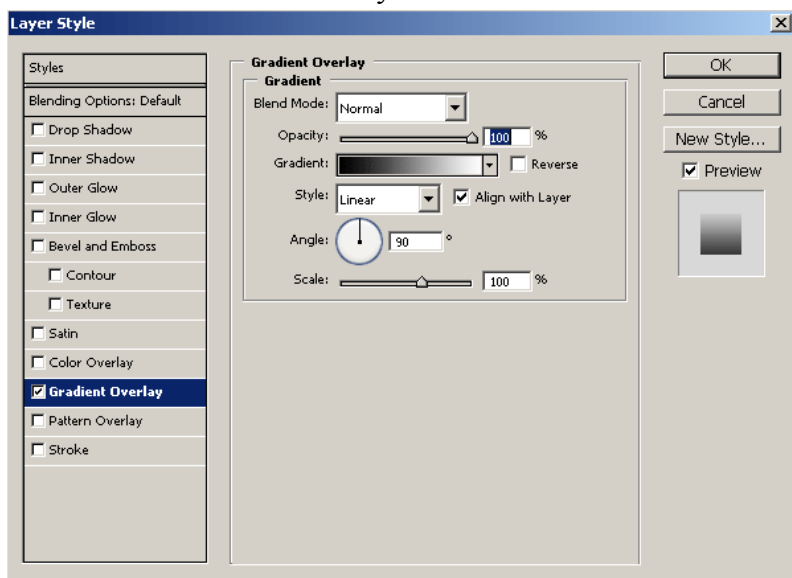 Layer Style
Styles
Blending Options: Default
Drop Shadow
Inner Shadow
Outer Glow
Inner Glow
Bevel and Emboss
Contour
Texture
Satin
Color Overlay
Gradient Overlay
Pattern Overlay
Stroke
Gradient Overlay
Gradient
Blend Mode: Normal
Opacity: 100 %
Gradient: Reverse
Style: Linear Align with Layer
Angle: 90 °
Scale: 100 %
OK
Cancel
New Style...
Preview